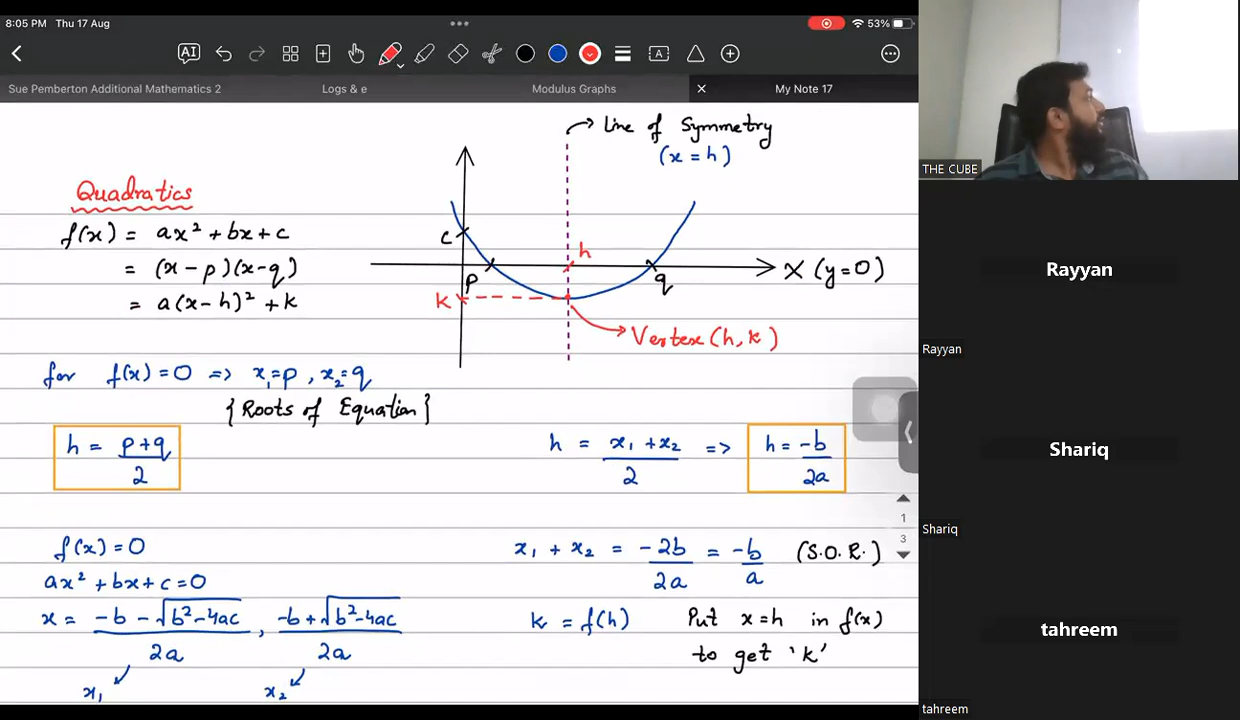 8:05 PM Thu 17 Aug
53%
AI
A
Sue Pemberton Additional Mathematics 2
Logs & e
Modulus Graphs
My Note 17
Line of Symmetry
(x = h)
Quadratics
f(x) = ax² + bx + c
= (x - p)(x - q)
= a(x - h)² + k
c
p
h
q
k
X (y=0)
Vertex (h, k)
for f(x) = 0 => x₁=p , x₂=q
{Roots of Equation}
h = p+q/2
h = x₁ + x₂/2 => h = -b/2a
f(x) = 0
ax² + bx + c = 0
x = -b - √b² - 4ac/2a , -b + √b² - 4ac/2a
x₁
x₂
x₁ + x₂ = -2b/2a = -b/a (S.O.R.)
k = f(h) Put x=h in f(x)
to get 'k'
1
3
THE CUBE
Rayyan
Rayyan
Shariq
Shariq
tahreem
tahreem